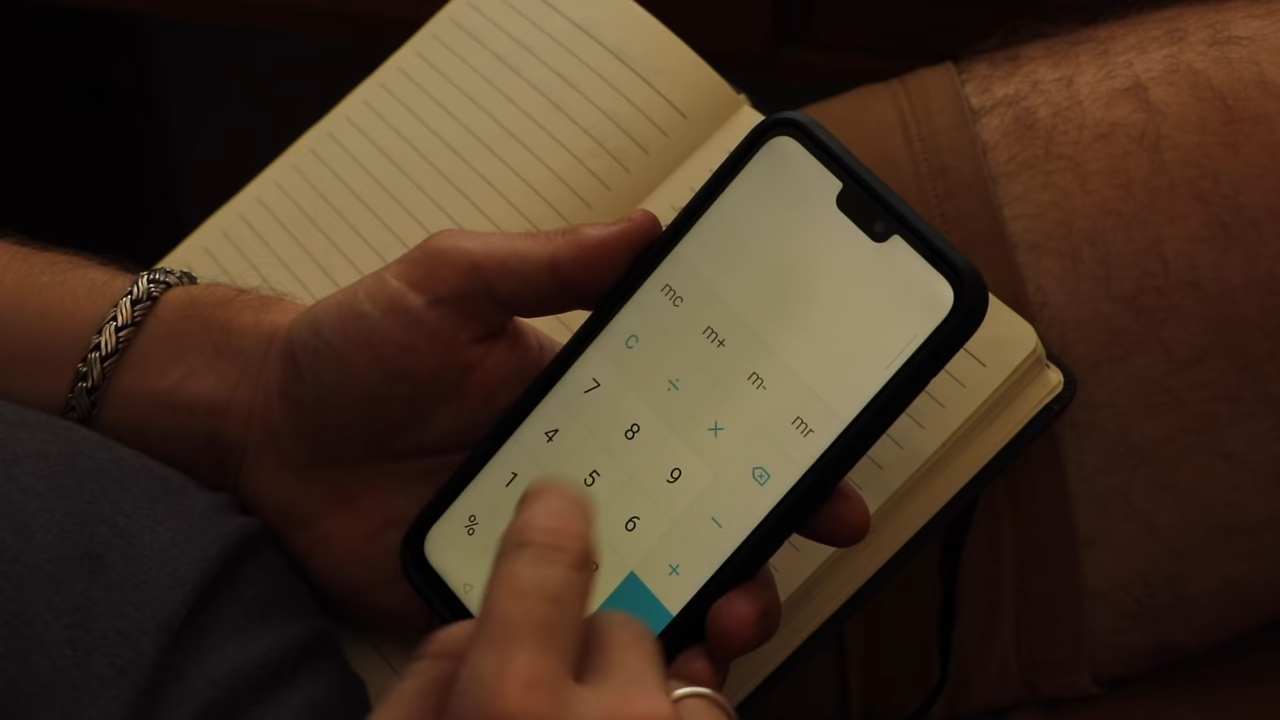 mc m+ m- mr
C ÷ × ⌫
7 8 9 −
4 5 6 +
1
%